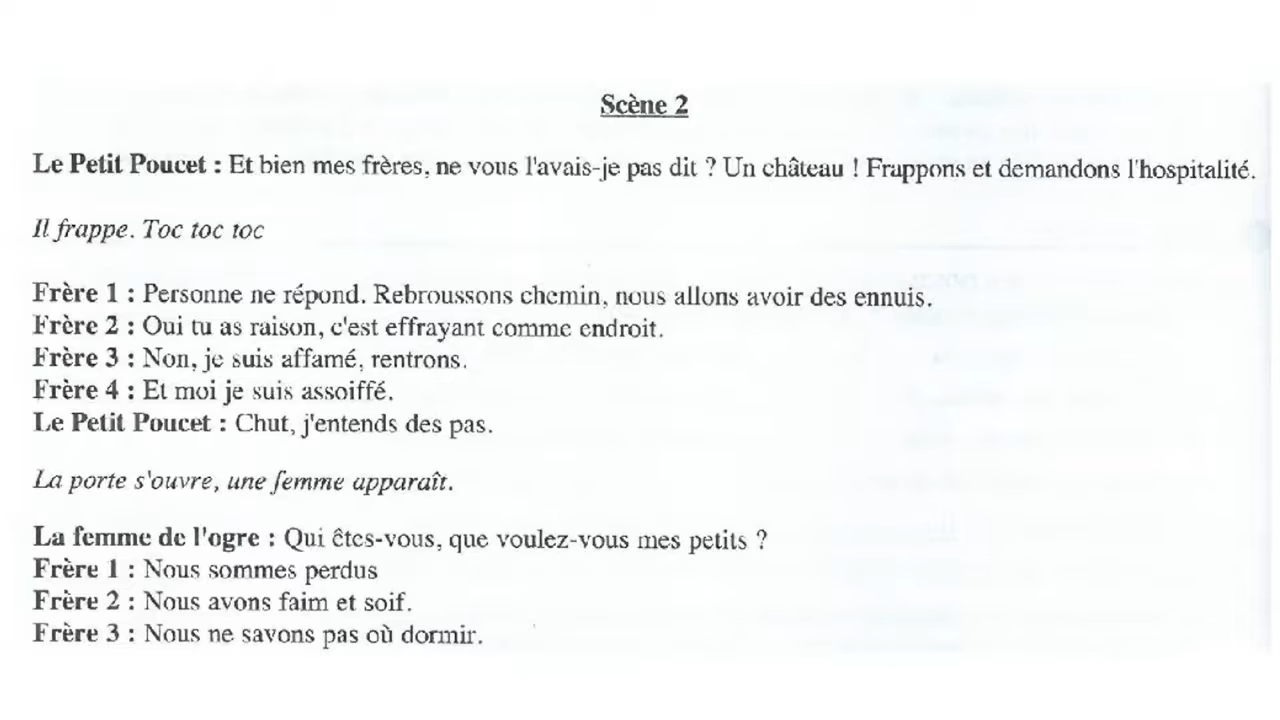 Scène 2
Le Petit Poucet : Et bien mes frères, ne vous l'avais-je pas dit ? Un château ! Frappons et demandons l'hospitalité.
Il frappe. Toc toc toc
Frère 1 : Personne ne répond. Rebroussons chemin, nous allons avoir des ennuis.
Frère 2 : Oui tu as raison, c'est effrayant comme endroit.
Frère 3 : Non, je suis affamé, rentrons.
Frère 4 : Et moi je suis assoiffé.
Le Petit Poucet : Chut, j'entends des pas.
La porte s'ouvre, une femme apparaît.
La femme de l'ogre : Qui êtes-vous, que voulez-vous mes petits ?
Frère 1 : Nous sommes perdus
Frère 2 : Nous avons faim et soif.
Frère 3 : Nous ne savons pas où dormir.